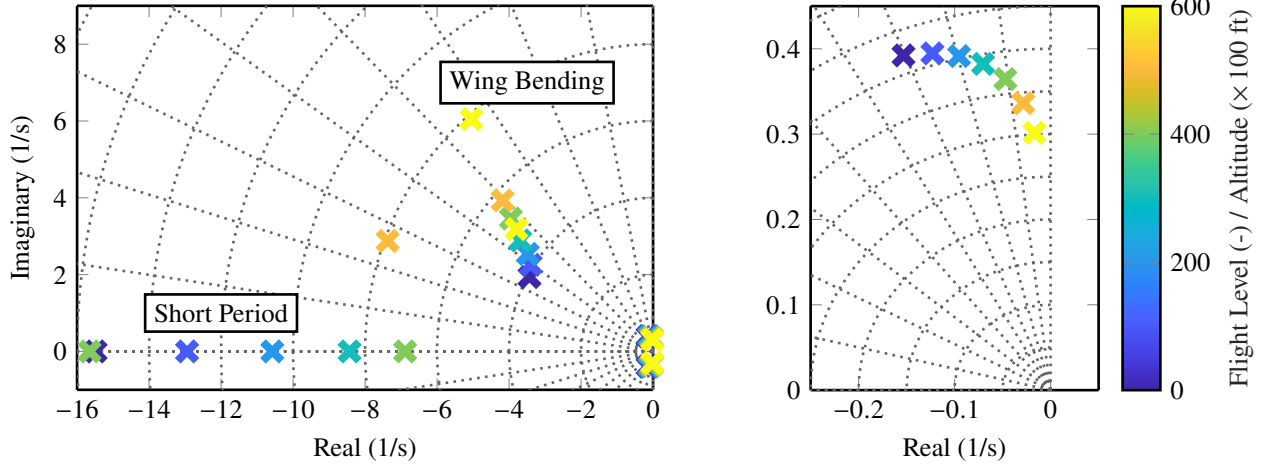 8
6
4
2
0
Imaginary (1/s)
Wing Bending
Short Period
−16 −14 −12 −10 −8 −6 −4 −2 0
Real (1/s)
0.4
0.3
0.2
0.1
0
−0.2 −0.1 0
Real (1/s)
600
400
200
0
Flight Level (-) / Altitude (× 100 ft)